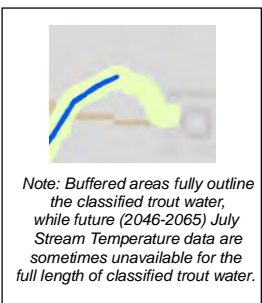 Note: Buffered areas fully outline
the classified trout water,
while future (2046-2065) July
Stream Temperature data are
sometimes unavailable for the
full length of classified trout water.